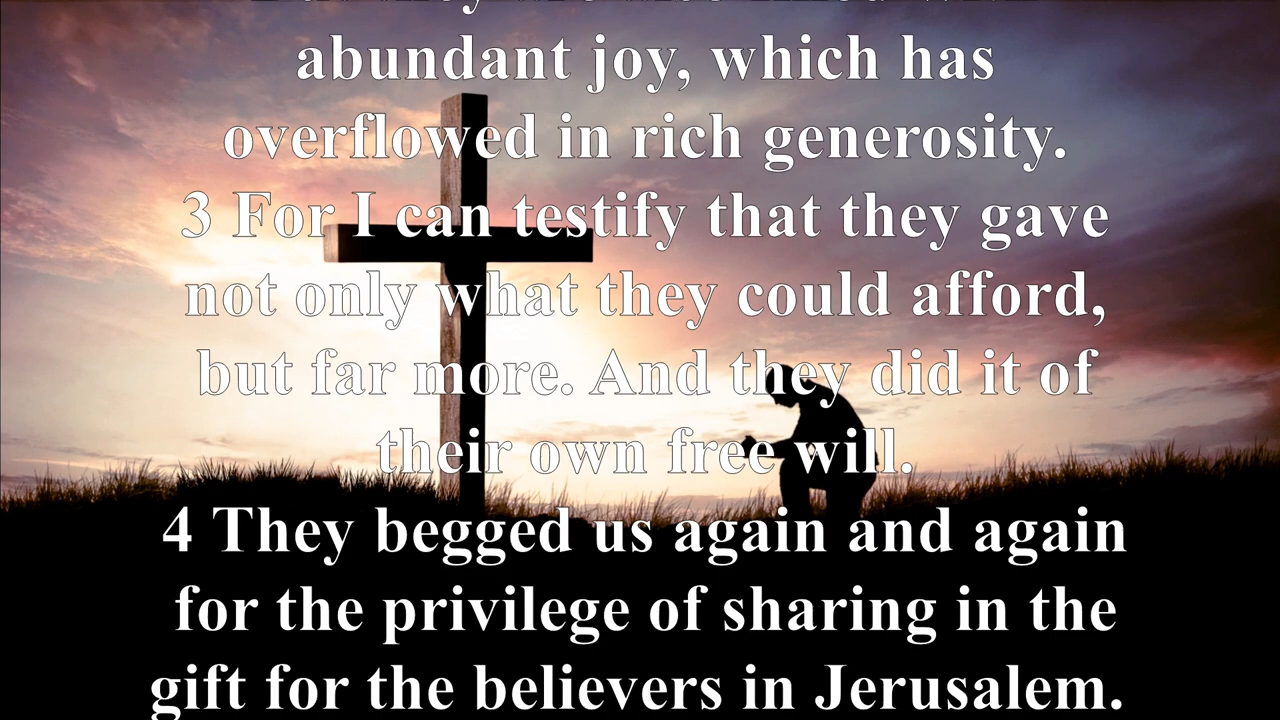 abundant joy, which has
overflowed in rich generosity.
3 For I can testify that they gave
not only what they could afford,
but far more. And they did it of
their own free will.
4 They begged us again and again
for the privilege of sharing in the
gift for the believers in Jerusalem.